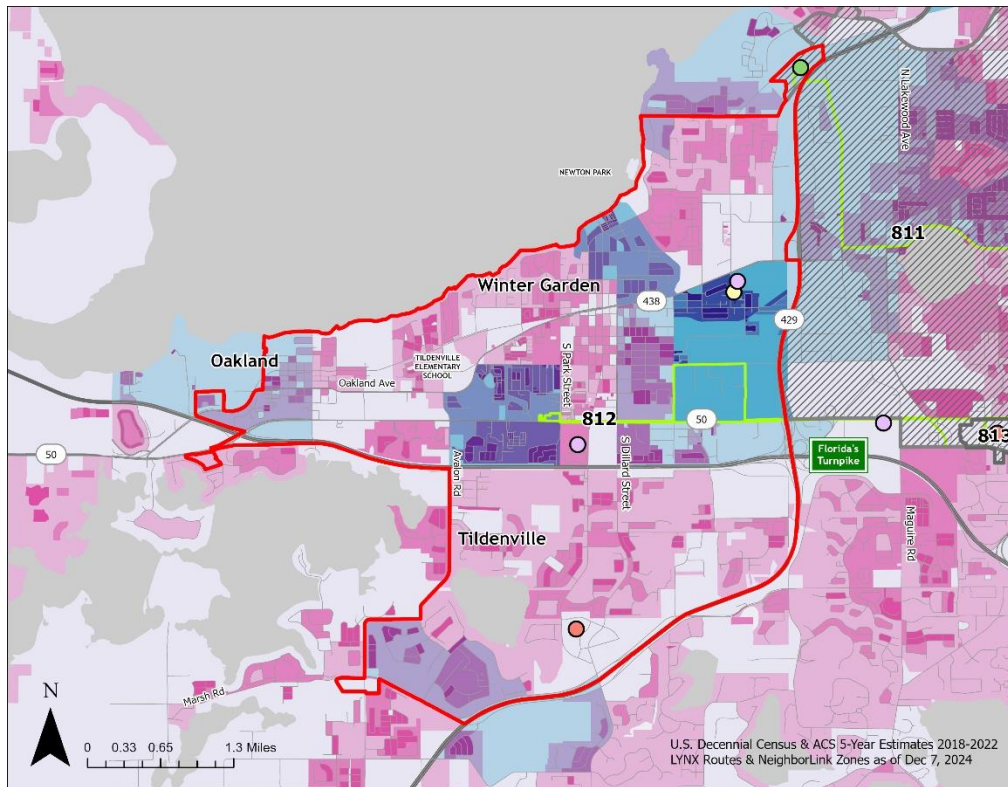 N Lakewood Ave
NEWTON PARK
811
Winter Garden
438
429
Oakland
TILDENVILLE
ELEMENTARY
SCHOOL
S Park Street
Oakland Ave
812
50
813
50
Florida's
Turnpike
Avalon Rd
S Dillard Street
Maguire Rd
Tildenville
Marsh Rd
N
0 0.33 0.65 1.3 Miles
U.S. Decennial Census & ACS 5-Year Estimates 2018-2022
LYNX Routes & NeighborLink Zones as of Dec 7, 2024